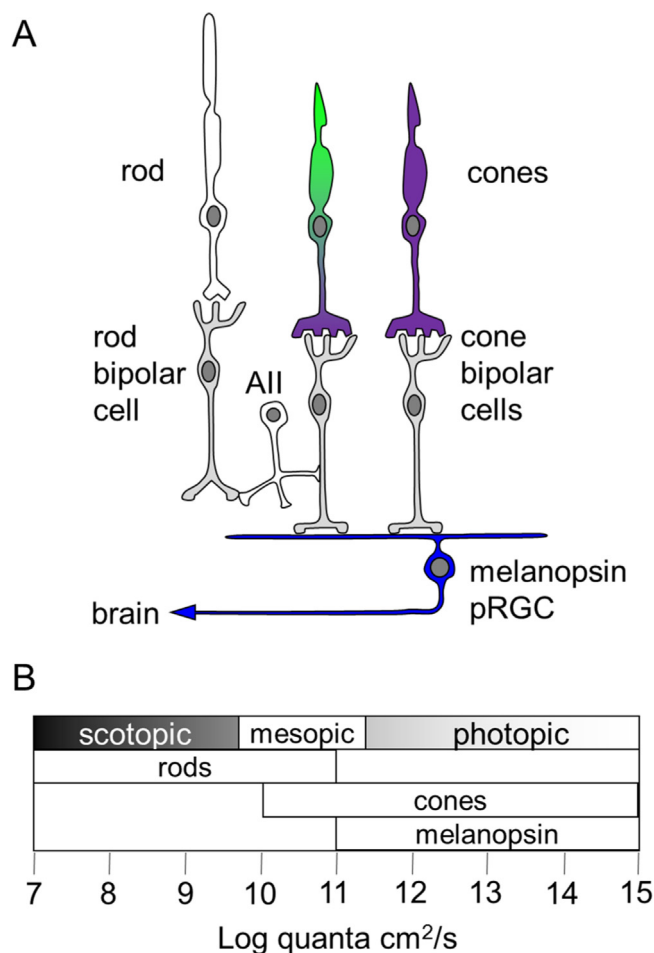 A
rod
cones
rod
bipolar
cell
AII
cone
bipolar
cells
melanopsin
pRGC
brain
B
scotopic mesopic photopic
rods
cones
melanopsin
7 8 9 10 11 12 13 14 15
Log quanta cm²/s